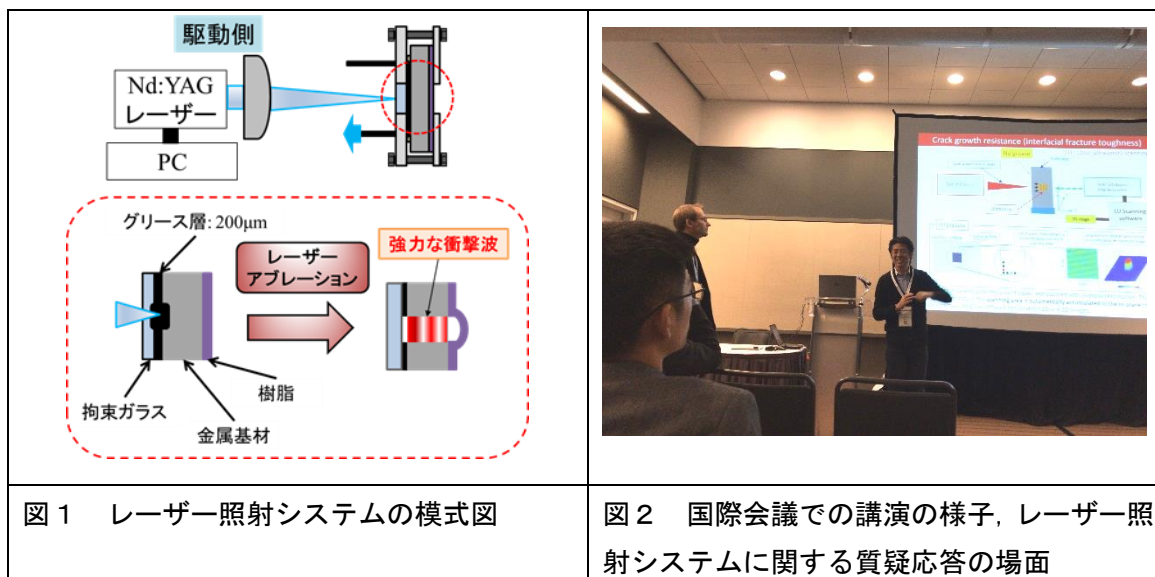 駆動側
Nd:YAG
レーザー
PC
グリース層: 200μm
レーザー
アブレーション
強力な衝撃波
樹脂
拘束ガラス
金属基材
Crack growth resistance (interfacial fracture toughness)
図1 レーザー照射システムの模式図
図2 国際会議での講演の様子, レーザー照
射システムに関する質疑応答の場面